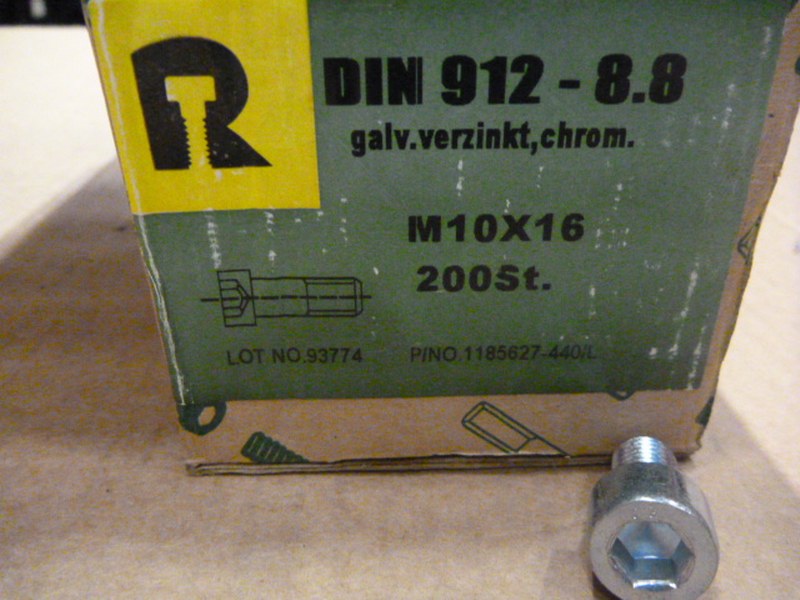 R
DIN 912 - 8.8
galv.verzinkt,chrom.
M10X16
200St.
LOT NO.93774 P/NO.1185627-440/L